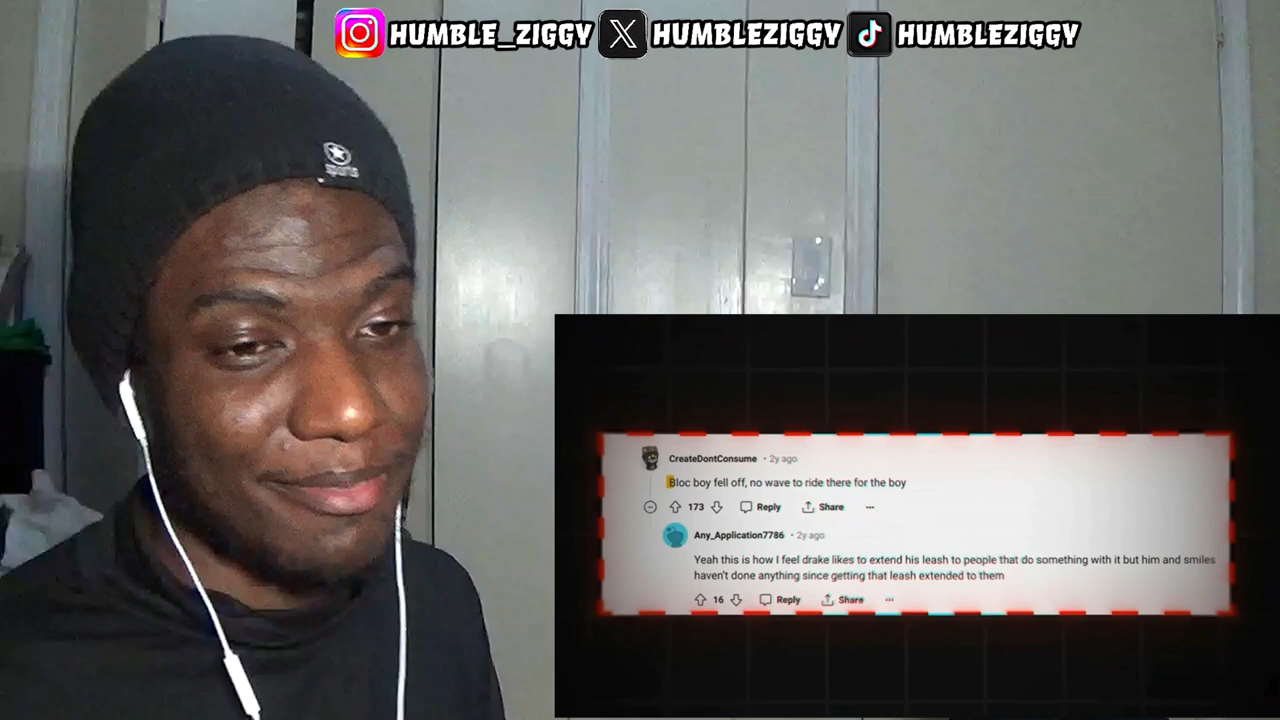 HUMBLE_ZIGGY HUMBLEZIGGY HUMBLEZIGGY
sports
CreateDontConsume • 2y ago
Bloc boy fell off, no wave to ride there for the boy
173 Reply Share ...
Any_Application7786 • 2y ago
Yeah this is how I feel drake likes to extend his leash to people that do something with it but him and smiles
haven't done anything since getting that leash extended to them
16 Reply Share ...